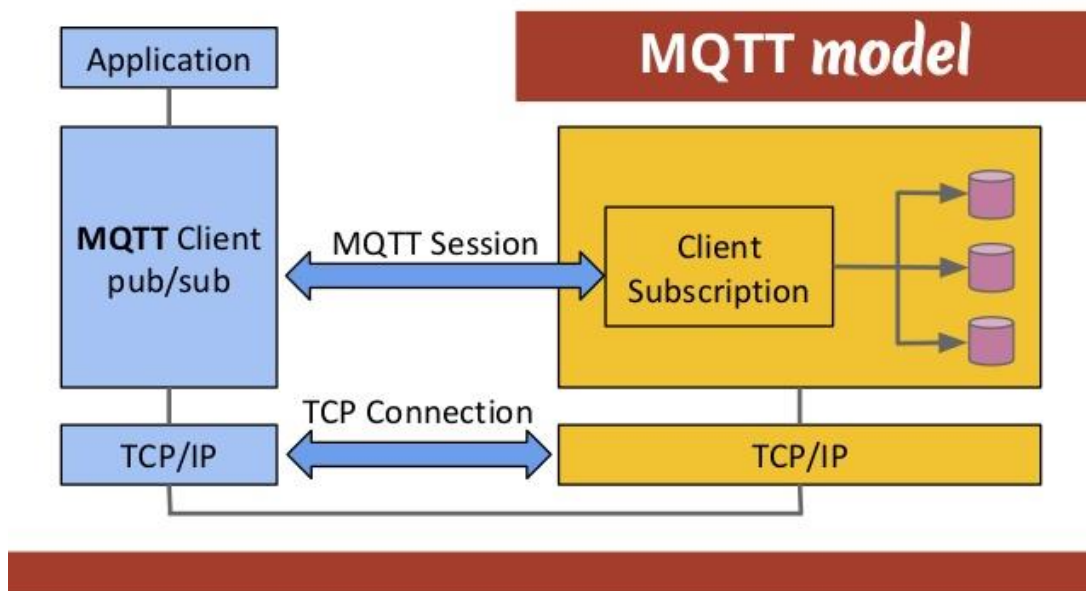 MQTT model
Application
MQTT Client
pub/sub
MQTT Session
Client
Subscription
TCP Connection
TCP/IP
TCP/IP